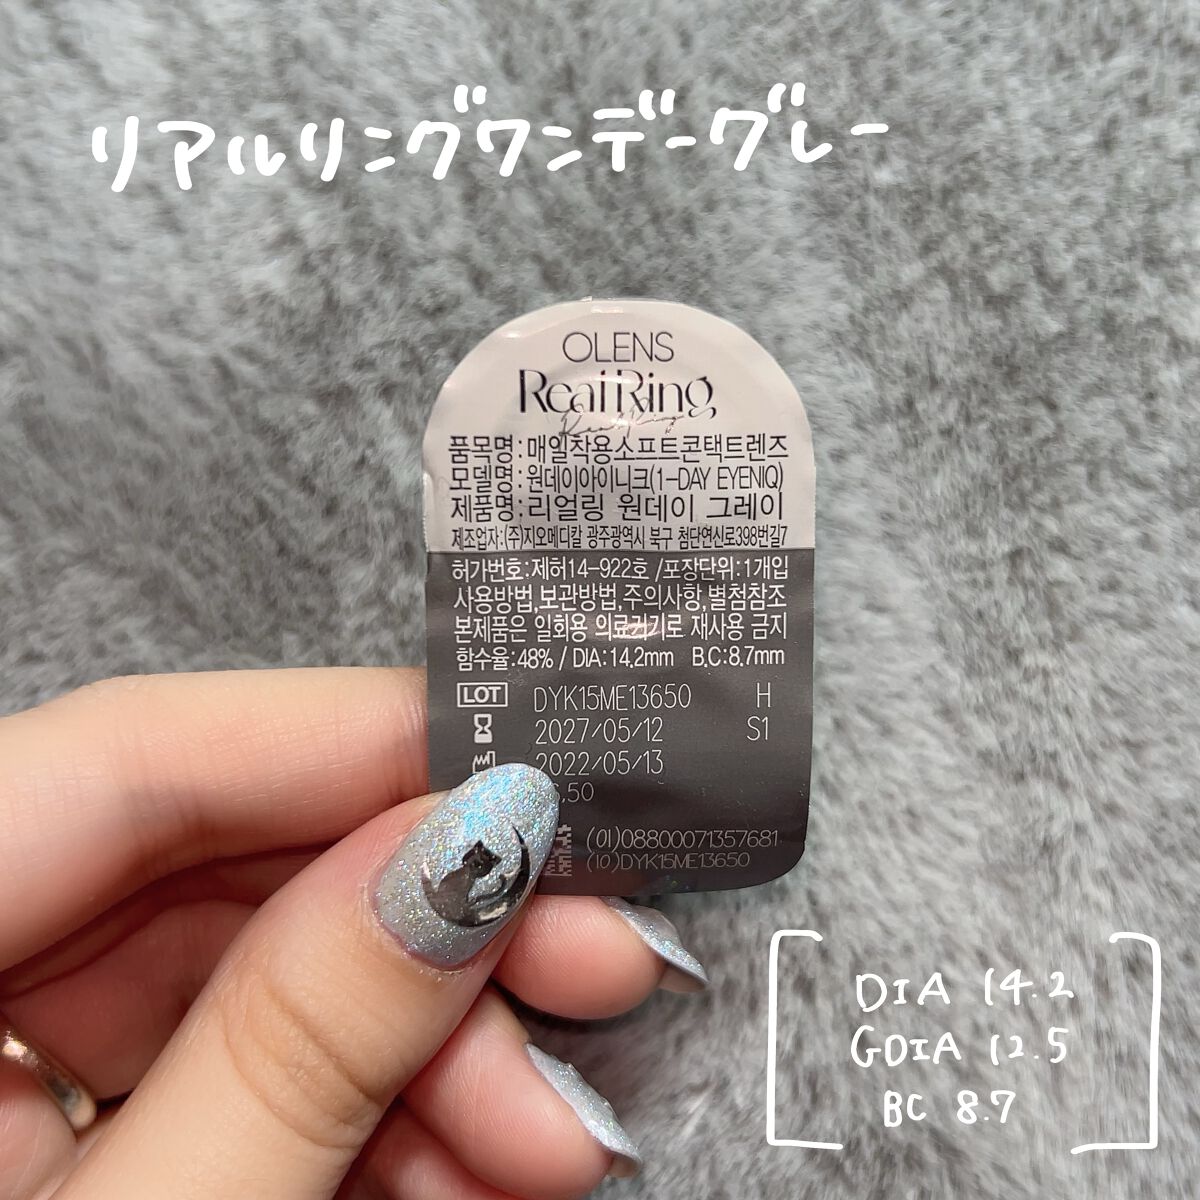 リアルリングワンデーグレー
OLENS
RealRing
RealRing
품목명:매일착용소프트콘택트렌즈
모델명:원데이아이니크(1-DAY EYENIQ)
제품명:리얼링 원데이 그레이
제조업자:(주)지오메디칼 광주광역시 북구 첨단연신로398번길7
허가번호:제허14-922호 /포장단위:1개입
사용방법,보관방법,주의사항,별첨참조
본제품은 일회용 의료기기로 재사용 금지
함수율:48% / DIA:14.2mm B.C:8.7mm
LOT DYK15ME13650 H
2027/05/12 S1
2022/05/13
,50
(01)08800071357681
(10)DYK15ME13650
DIA 14.2
GDIA 12.5
BC 8.7